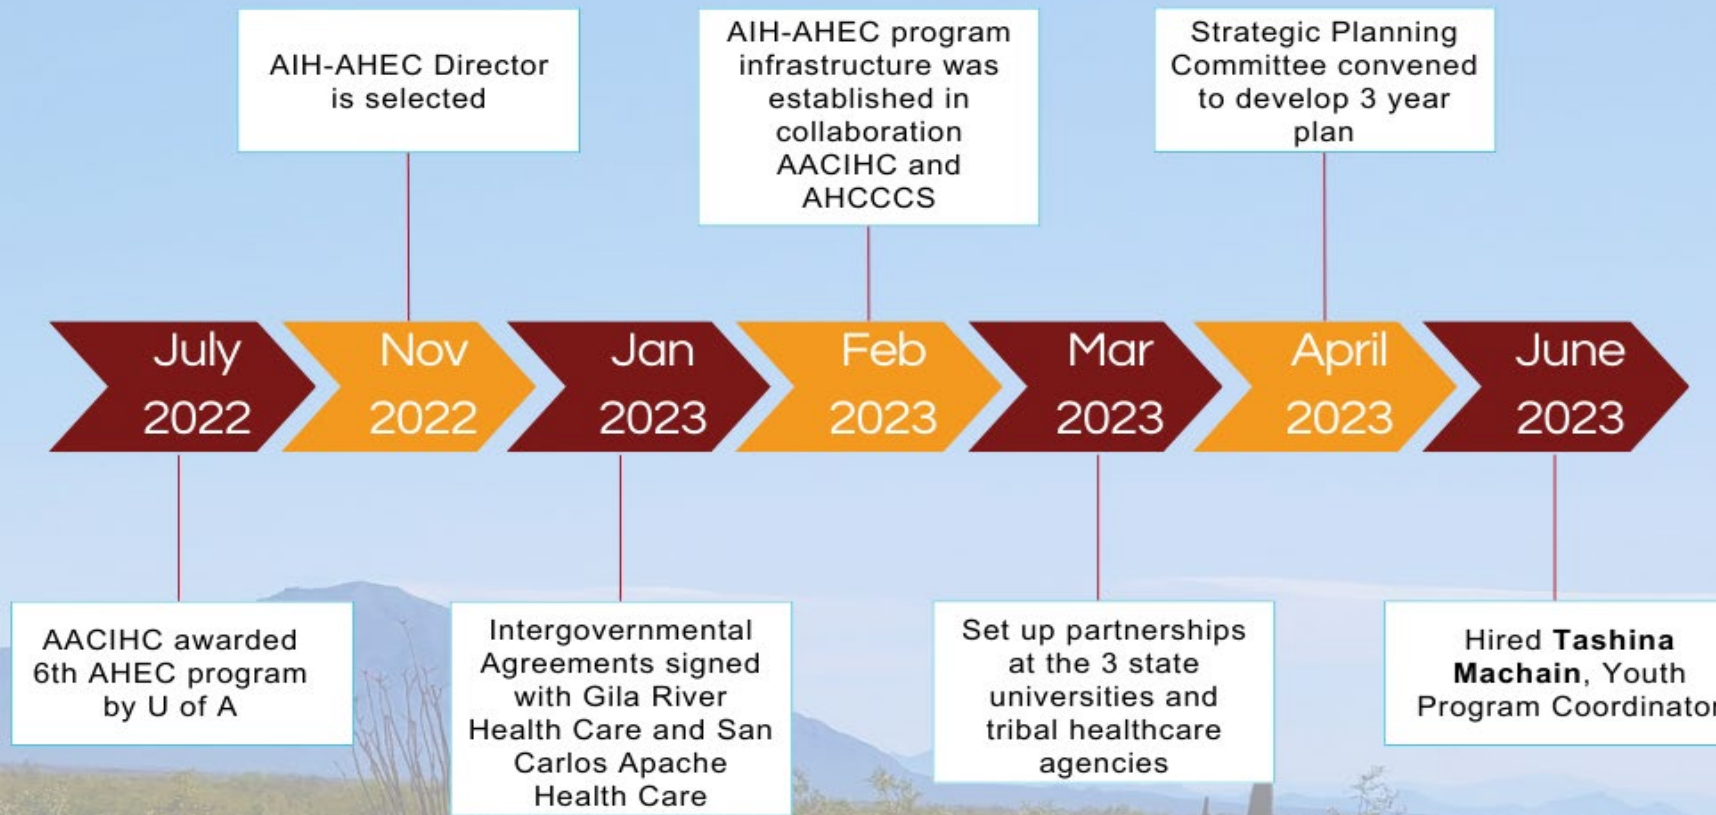 AIH-AHEC Director
is selected
AIH-AHEC program
infrastructure was
established in
collaboration
AACIHC and
AHCCCS
Strategic Planning
Committee convened
to develop 3 year
plan
July
2022
Nov
2022
Jan
2023
Feb
2023
Mar
2023
April
2023
June
2023
AACIHC awarded
6th AHEC program
by U of A
Intergovernmental
Agreements signed
with Gila River
Health Care and San
Carlos Apache
Health Care
Set up partnerships
at the 3 state
universities and
tribal healthcare
agencies
Hired Tashina
Machain, Youth
Program Coordinator